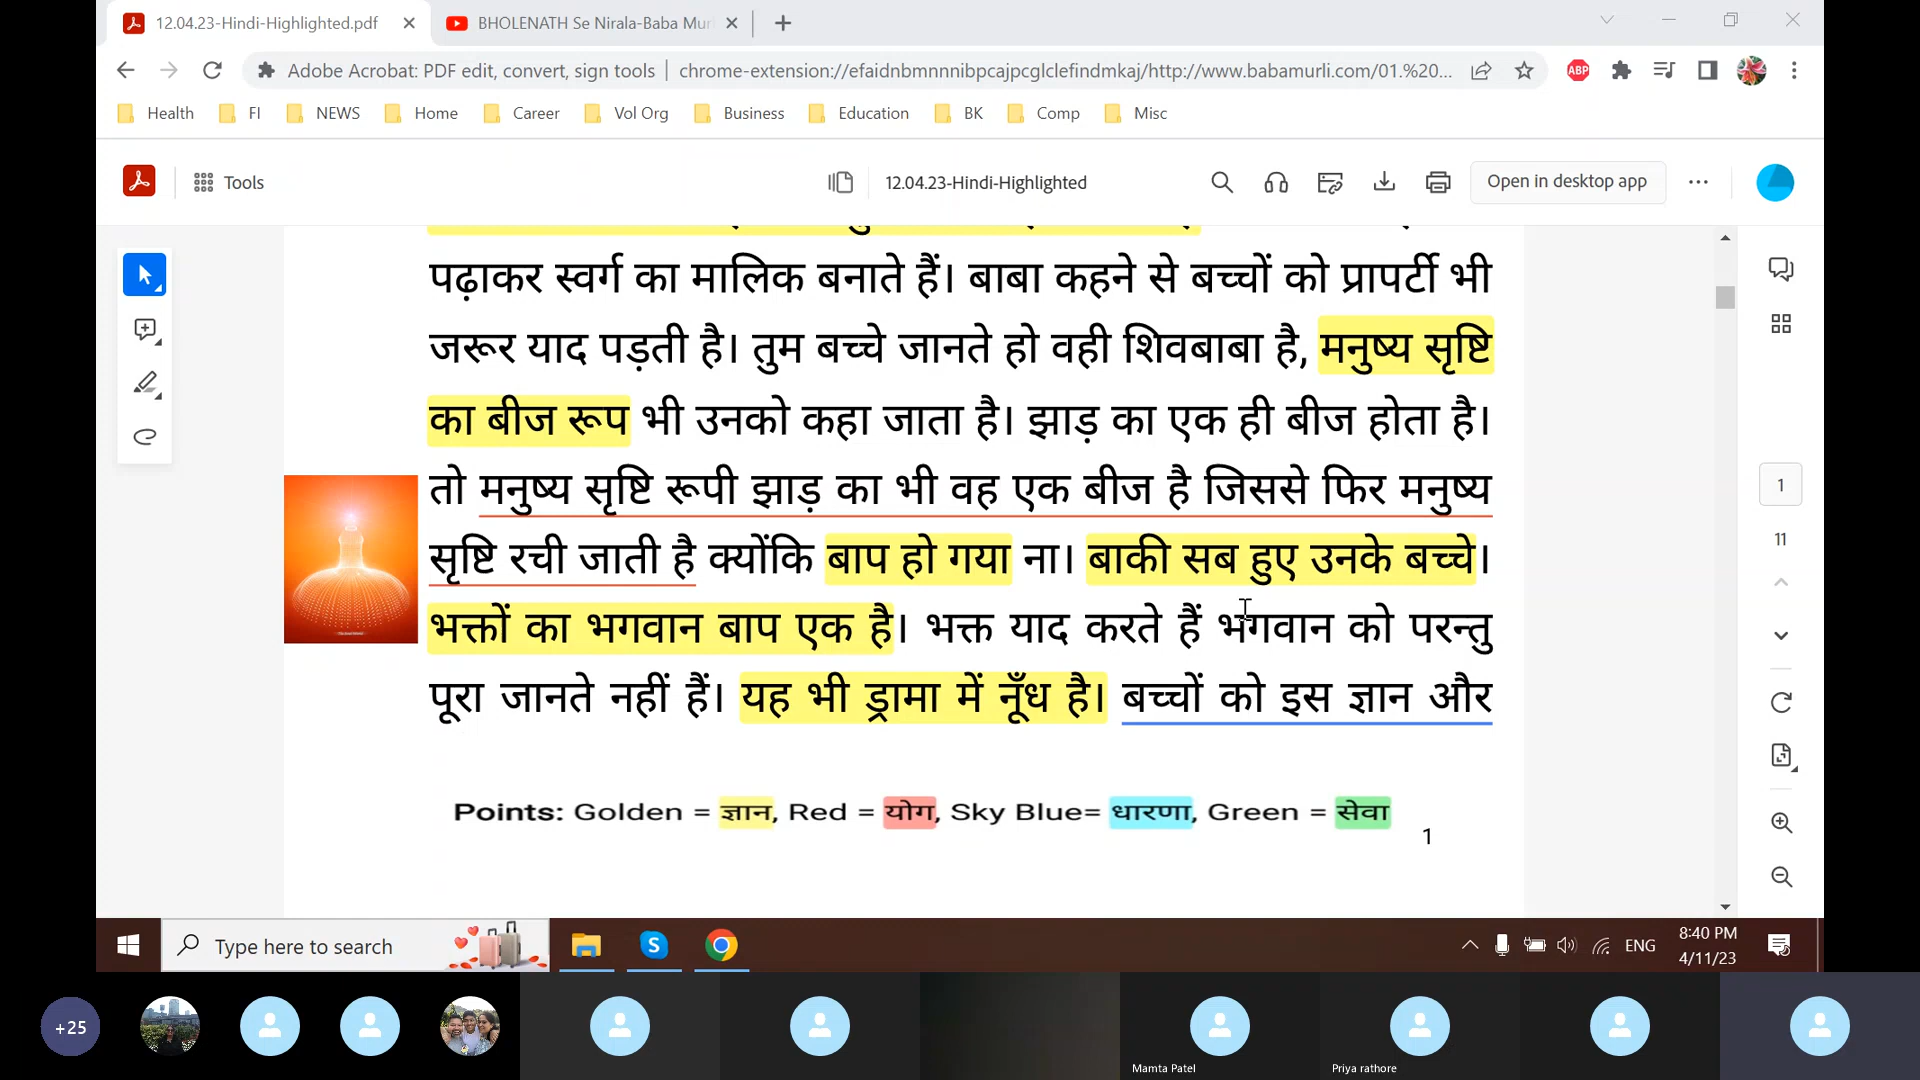 12.04.23-Hindi-Highlighted.pdf
BHOLENATH Se Nirala-Baba Mur
Adobe Acrobat: PDF edit, convert, sign tools
chrome-extension://efaidnbmnnnibpcajpcglclefindmkaj/http://www.babamurli.com/01.%20...
ABP
Health FI NEWS Home Career Vol Org Business Education BK Comp Misc
Tools
12.04.23-Hindi-Highlighted
Open in desktop app
पढ़ाकर स्वर्ग का मालिक बनाते हैं। बाबा कहने से बच्चों को प्रापर्टी भी
जरूर याद पड़ती है। तुम बच्चे जानते हो वही शिवबाबा है, मनुष्य सृष्टि
का बीज रूप भी उनको कहा जाता है। झाड़ का एक ही बीज होता है।
तो मनुष्य सृष्टि रूपी झाड़ का भी वह एक बीज है जिससे फिर मनुष्य
सृष्टि रची जाती है क्योंकि बाप हो गया ना। बाकी सब हुए उनके बच्चे।
भक्तों का भगवान बाप एक है। भक्त याद करते हैं भगवान को परन्तु
पूरा जानते नहीं हैं। यह भी ड्रामा में नूँध है। बच्चों को इस ज्ञान और
Points: Golden = ज्ञान, Red = योग, Sky Blue= धारणा, Green = सेवा
1
1
11
Type here to search
S
ENG
8:40 PM
4/11/23
+25
Mamta Patel
Priya rathore